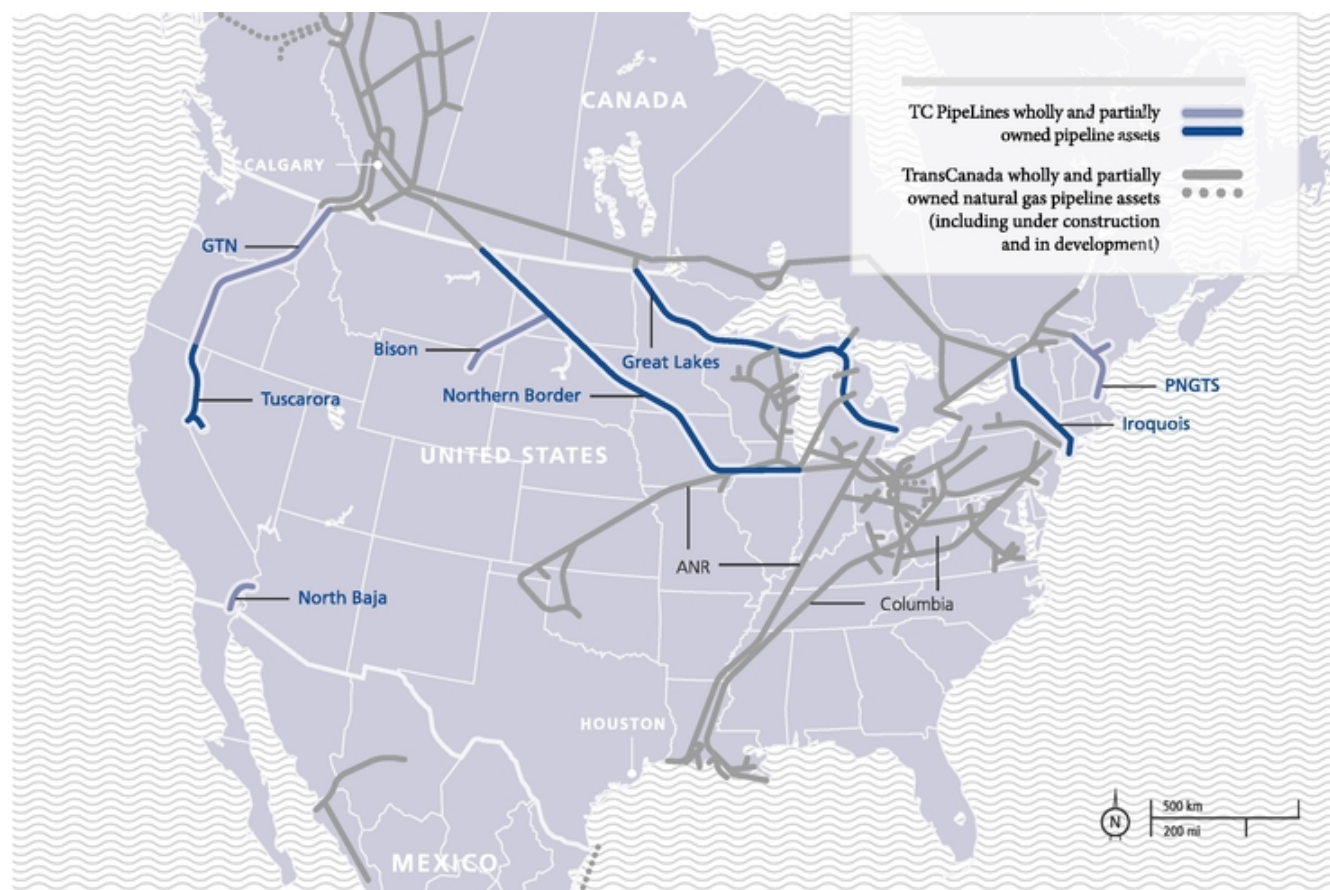 CANADA
TC PipeLines wholly and partially
owned pipeline assets
CALGARY
TransCanada wholly and partially
owned natural gas pipeline assets
(including under construction
and in development)
GTN
Bison
Great Lakes
Northern Border
Tuscarora
PNGTS
Iroquois
UNITED STATES
ANR
North Baja
Columbia
HOUSTON
N
500 km
200 mi
MEXICO